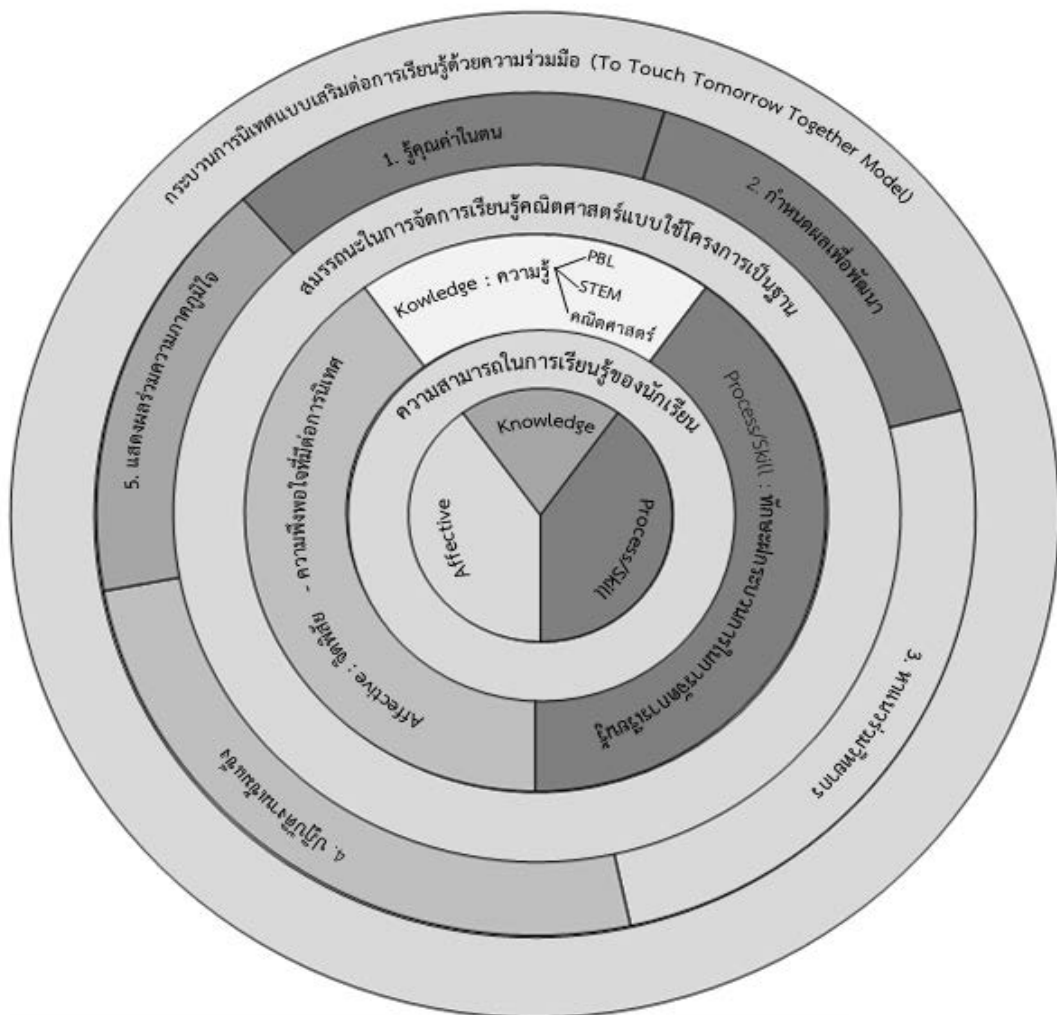 กระบวนการนิเทศแบบเสริมต่อการเรียนรู้ด้วยความร่วมมือ (To Touch Tomorrow Together Model)
1. รู้คุณค่าในตน
2. กำหนดผลเพื่อพัฒนา
3. หาแนวร่วมวิทยากร
4. ปฏิบัติงานเข้มแข็ง
5. แสดงผลร่วมความภาคภูมิใจ
สมรรถนะในการจัดการเรียนรู้คณิตศาสตร์แบบใช้โครงการเป็นฐาน
Kowledge : ความรู้
PBL
STEM
คณิตศาสตร์
Process/Skill : ทักษะกระบวนการในการจัดการเรียนรู้
Affective : จิตพิสัย - ความพึงพอใจที่มีต่อการนิเทศ
ความสามารถในการเรียนรู้ของนักเรียน
Knowledge
Process/Skill
Affective